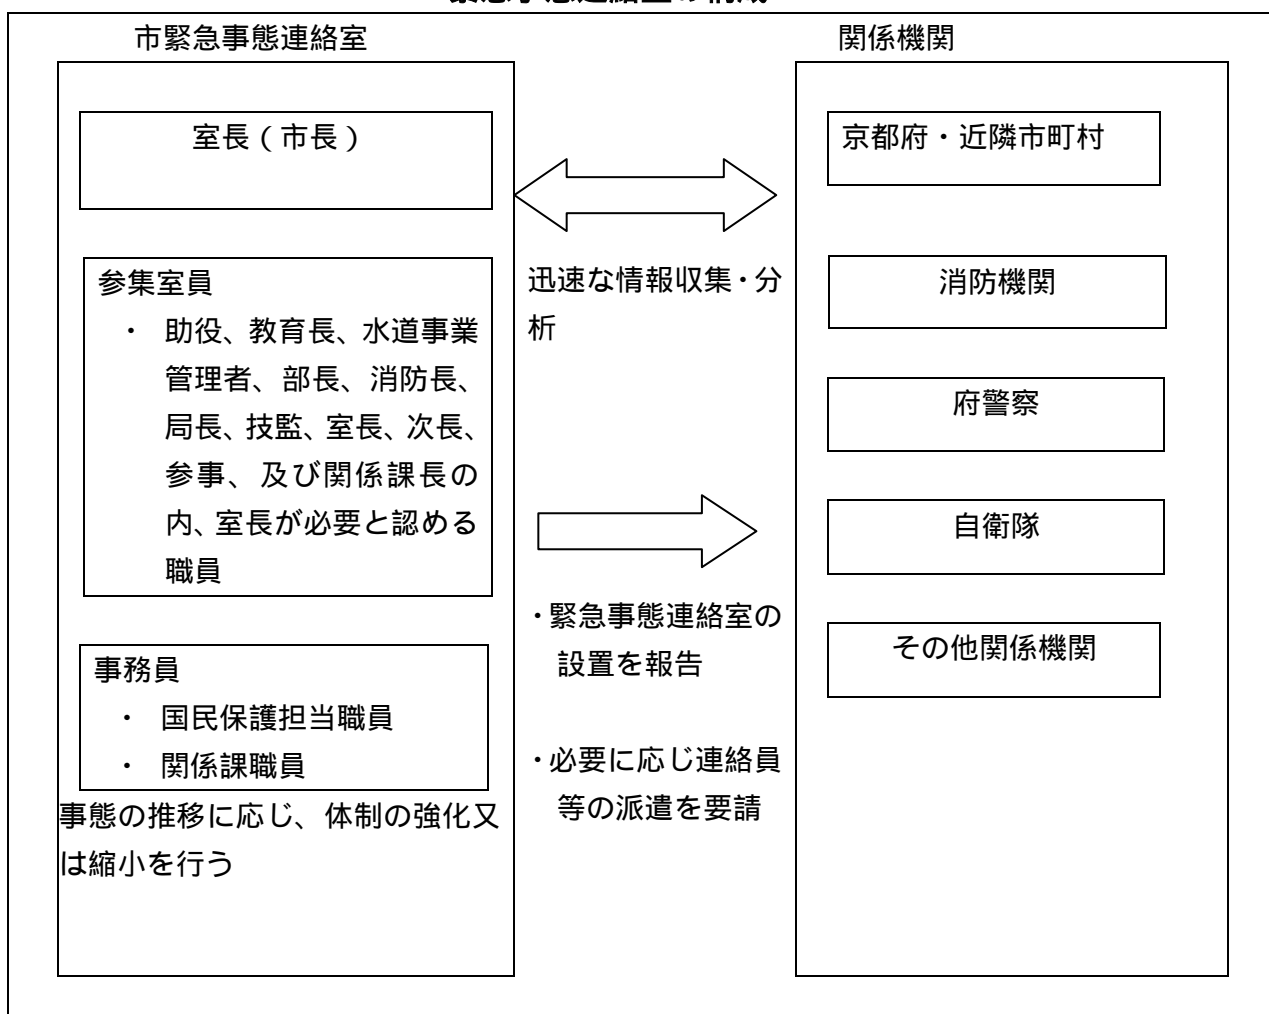 市緊急事態連絡室
室長(市長)
参集室員
・ 助役、教育長、水道事業
管理者、部長、消防長、
局長、技監、室長、次長、
参事、及び関係課長の
内、室長が必要と認める
職員
事務員
・ 国民保護担当職員
・ 関係課職員
事態の推移に応じ、体制の強化又
は縮小を行う
迅速な情報収集・分
析
・緊急事態連絡室の
設置を報告
・必要に応じ連絡員
等の派遣を要請
関係機関
京都府・近隣市町村
消防機関
府警察
自衛隊
その他関係機関